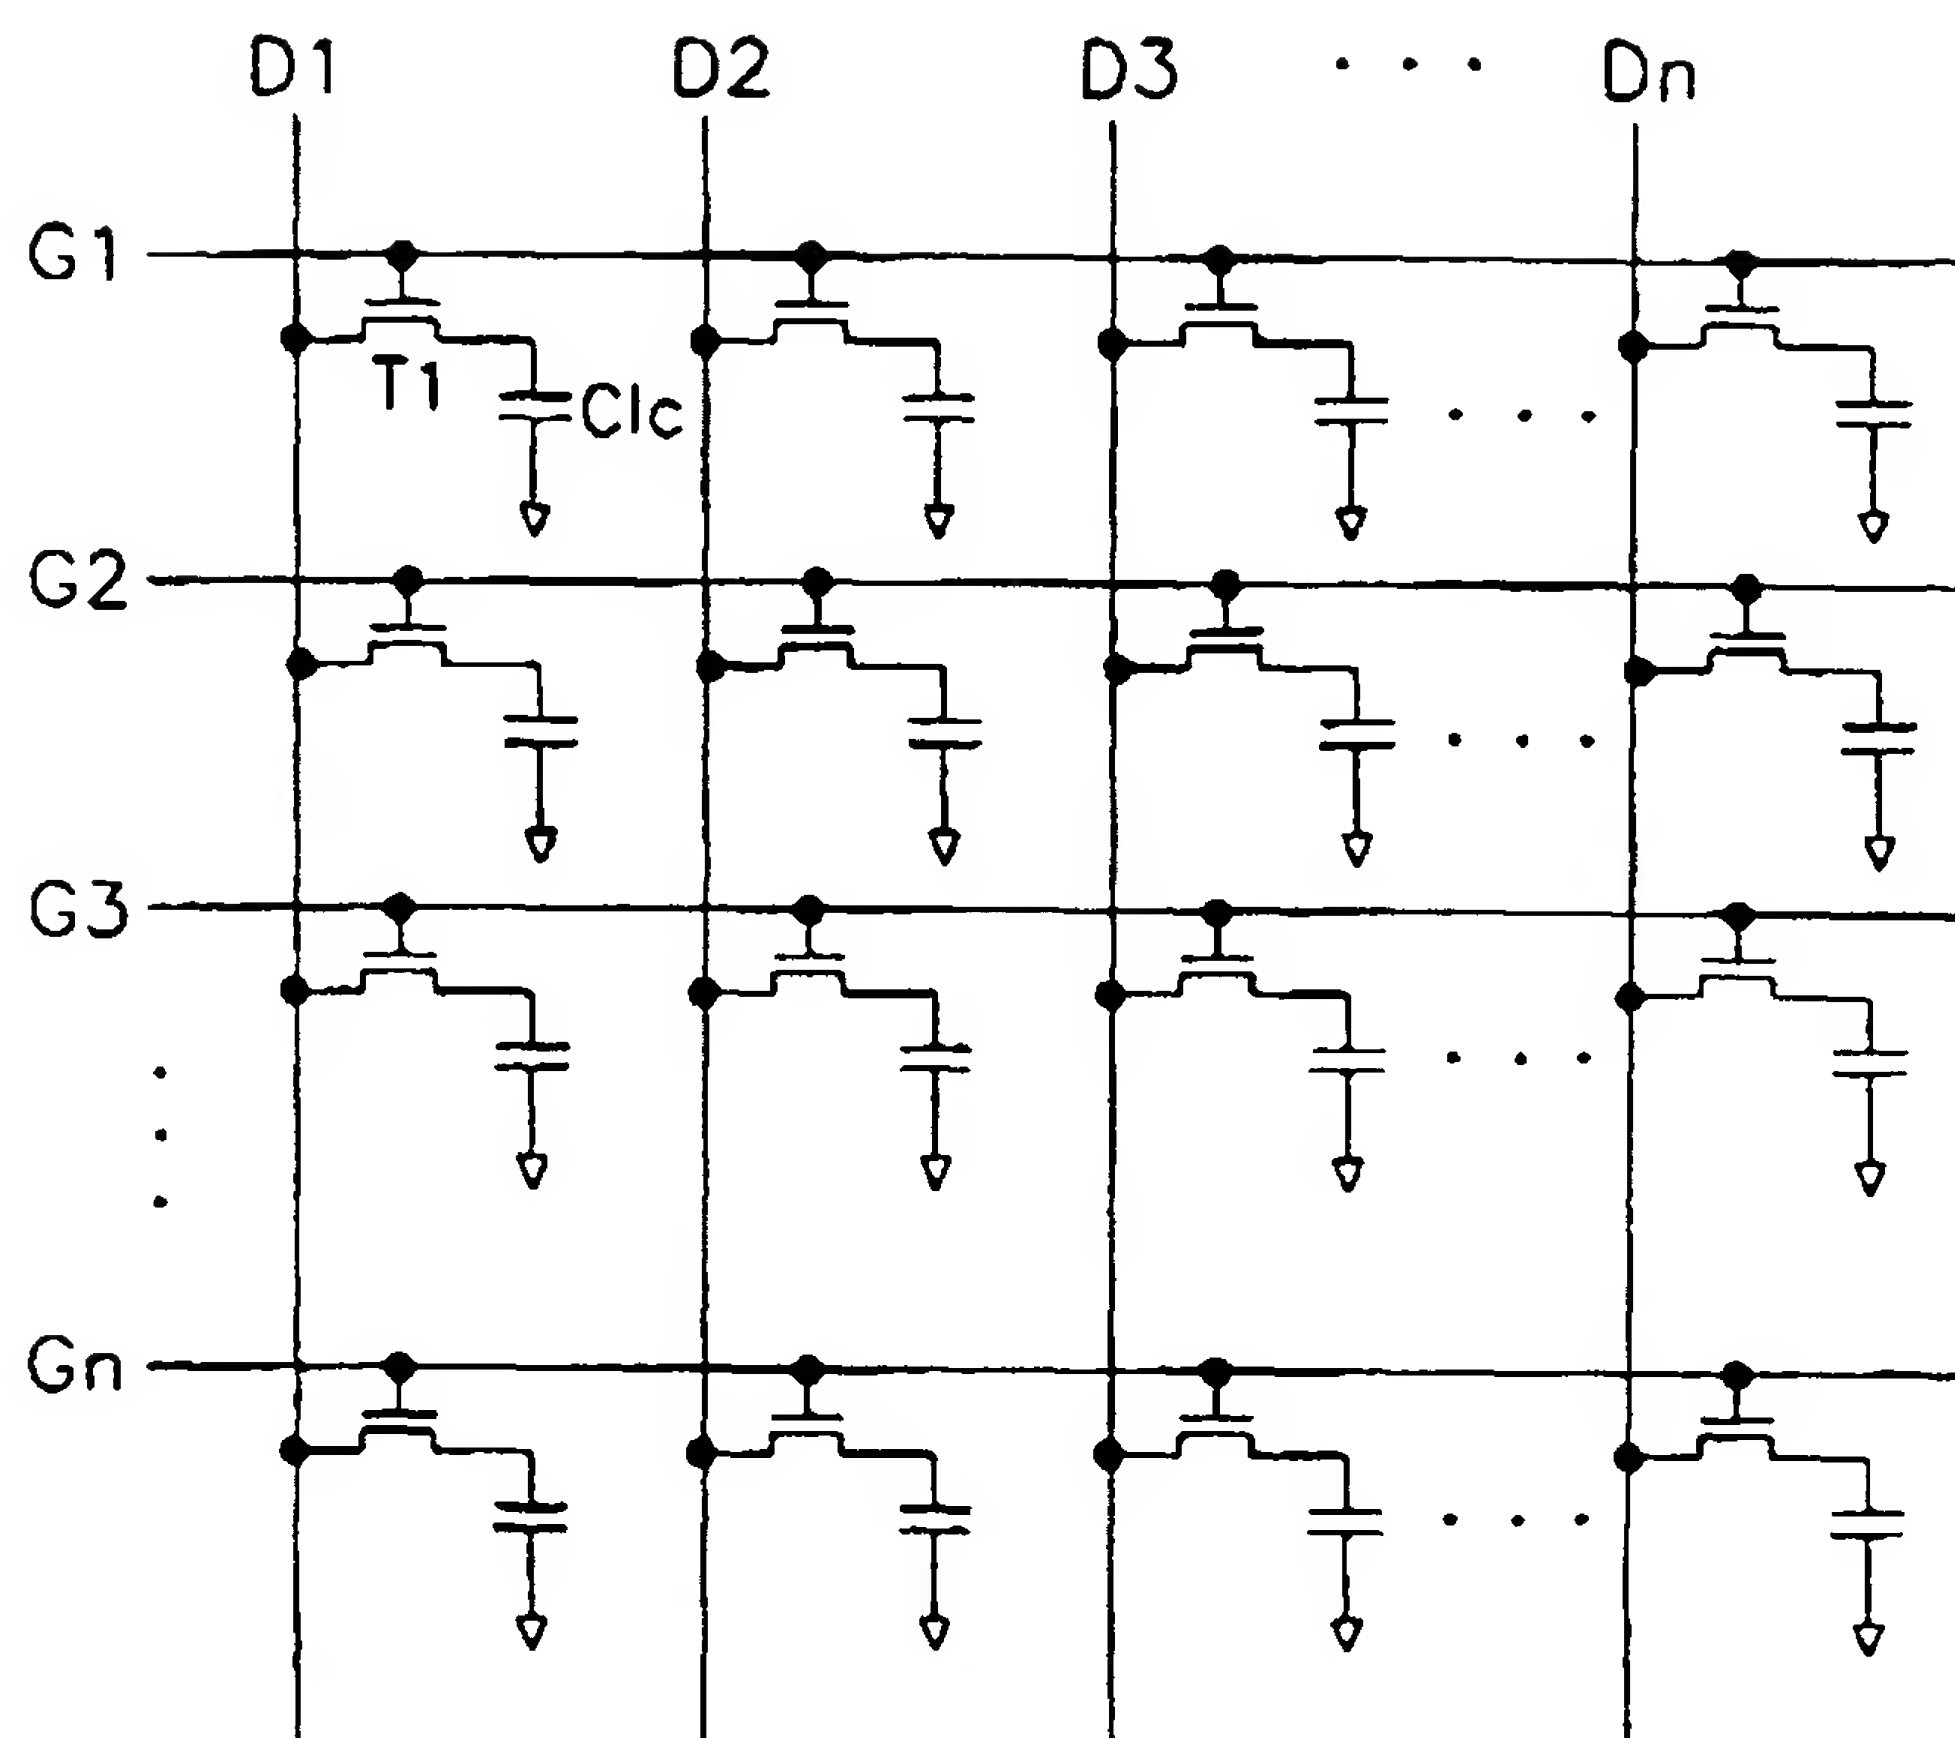 D1 D2 D3 . . . Dn
G1
T1 Clc
. . .
G2
. . .
G3
. . .
. . .
Gn
. . .